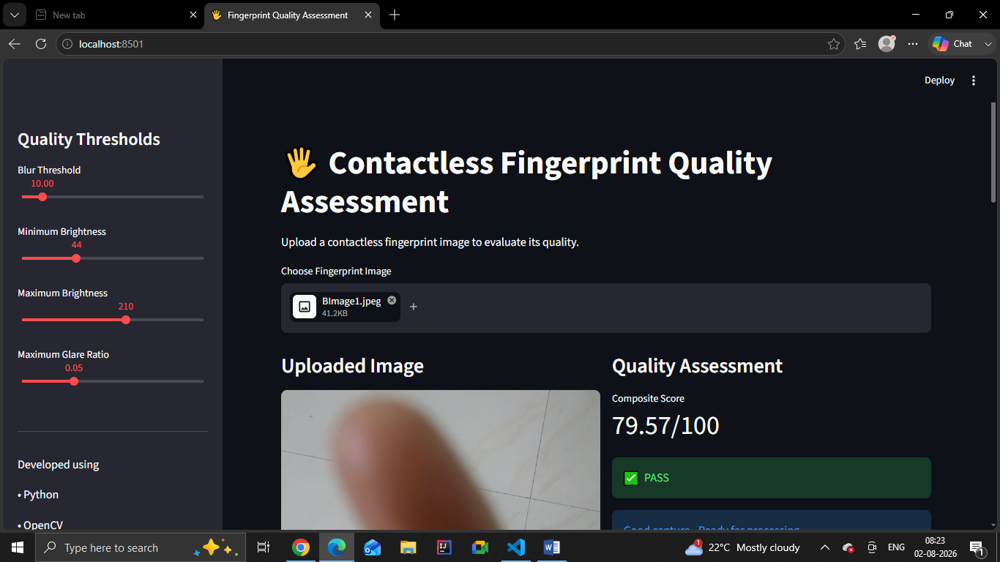 New tab
Fingerprint Quality Assessment
localhost:8501
Chat
Deploy
Quality Thresholds
Blur Threshold
10.00
Minimum Brightness
44
Maximum Brightness
210
Maximum Glare Ratio
0.05
Developed using
• Python
• OpenCV
🖐 Contactless Fingerprint Quality
Assessment
Upload a contactless fingerprint image to evaluate its quality.
Choose Fingerprint Image
BImage1.jpeg
41.2KB
Uploaded Image
Quality Assessment
Composite Score
79.57/100
✅ PASS
Good capture - Ready for processing
Type here to search
1
22°C Mostly cloudy
ENG
08:23
02-08-2026
1